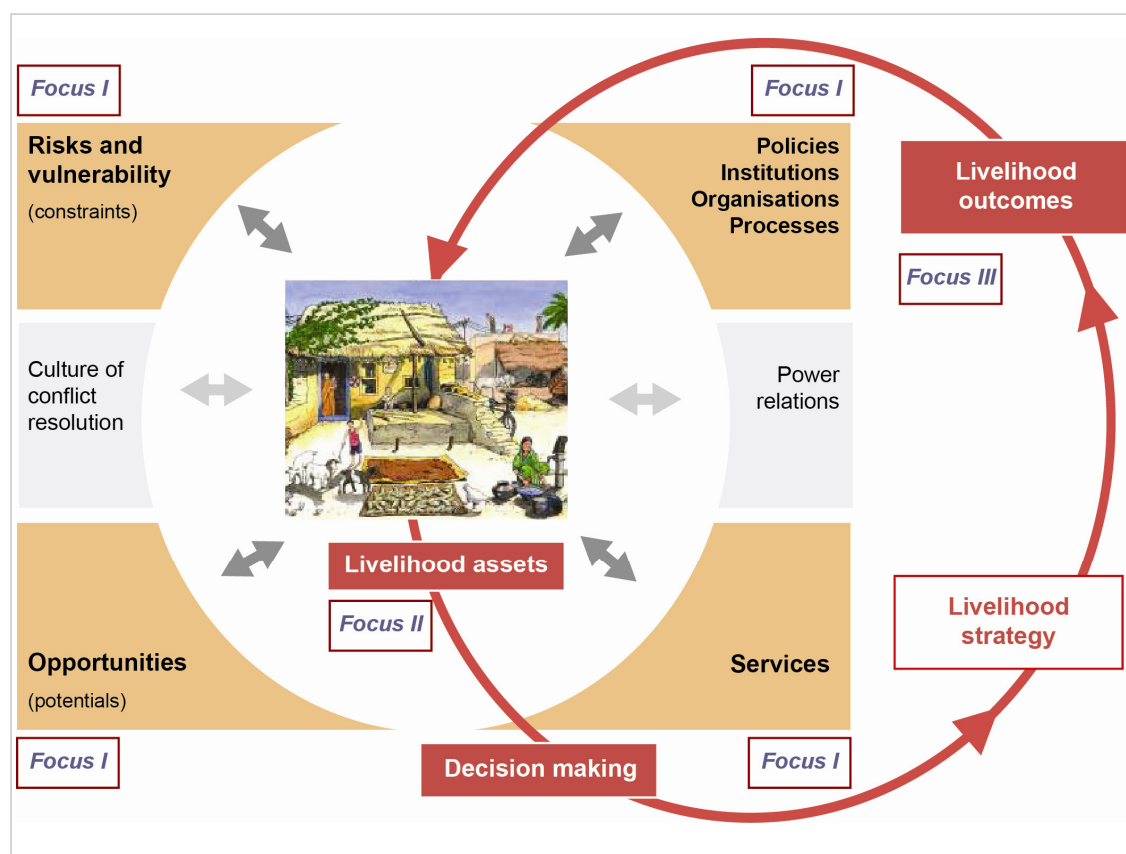 Focus I
Focus I
Risks and
vulnerability
(constraints)
Policies
Institutions
Organisations
Processes
Livelihood
outcomes
Focus III
Culture of
conflict
resolution
Power
relations
Livelihood assets
Focus II
Livelihood
strategy
Opportunities
(potentials)
Services
Focus I
Decision making
Focus I